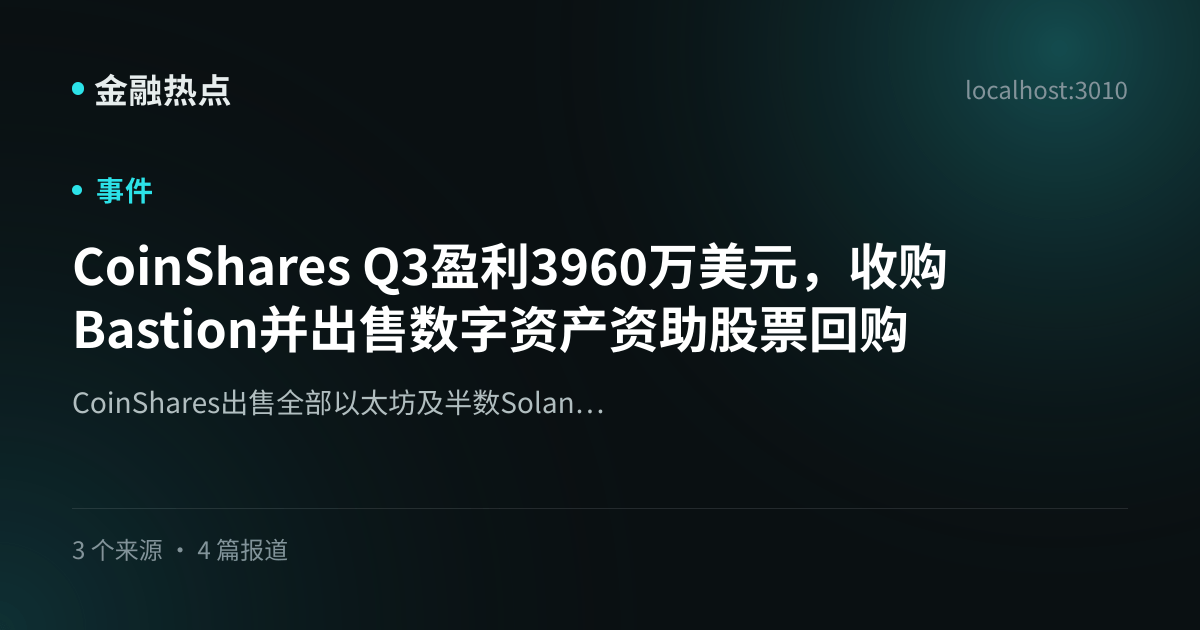 金融热点
localhost:3010
事件
CoinShares Q3盈利3960万美元，收购
Bastion并出售数字资产资助股票回购
CoinShares出售全部以太坊及半数Solan…
3 个来源 · 4 篇报道